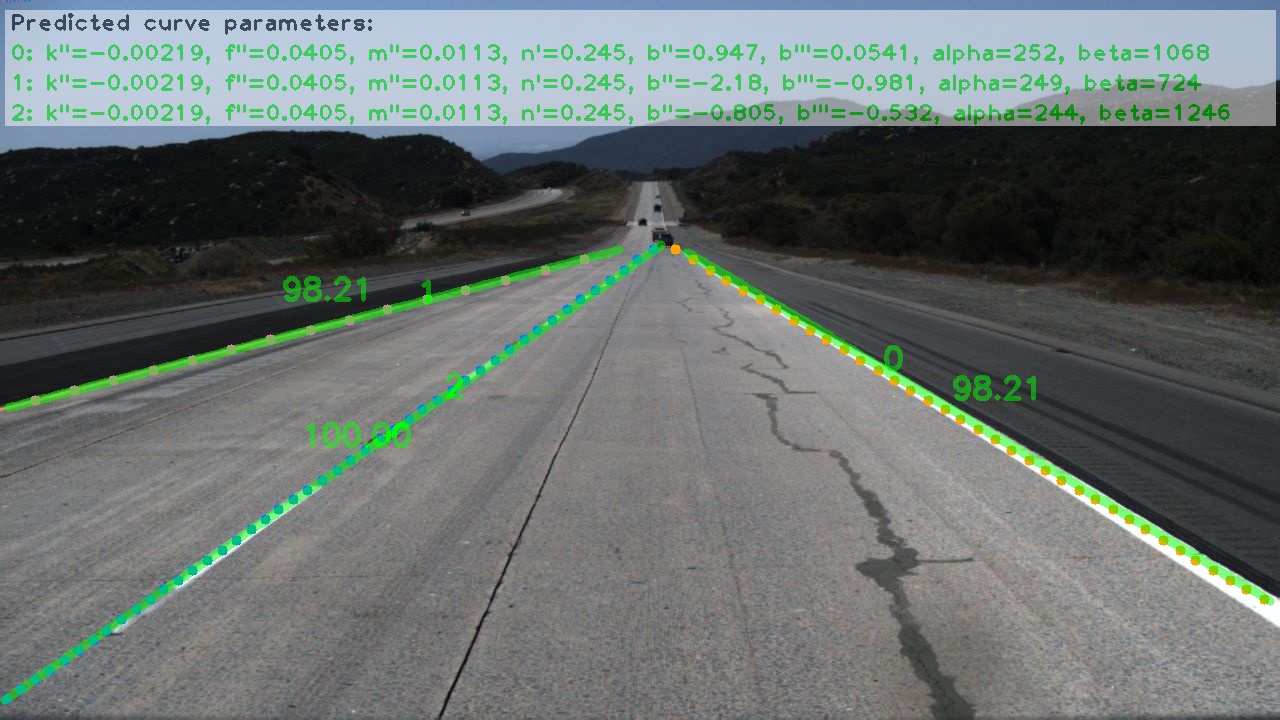 Predicted curve parameters:
0: k''=-0.00219, f''=0.0405, m''=0.0113, n'=0.245, b''=0.947, b'''=0.0541, alpha=252, beta=1068
1: k''=-0.00219, f''=0.0405, m''=0.0113, n'=0.245, b''=-2.18, b'''=-0.981, alpha=249, beta=724
2: k''=-0.00219, f''=0.0405, m''=0.0113, n'=0.245, b''=-0.805, b'''=-0.532, alpha=244, beta=1246
98.21
1
0
2
98.21
100.00